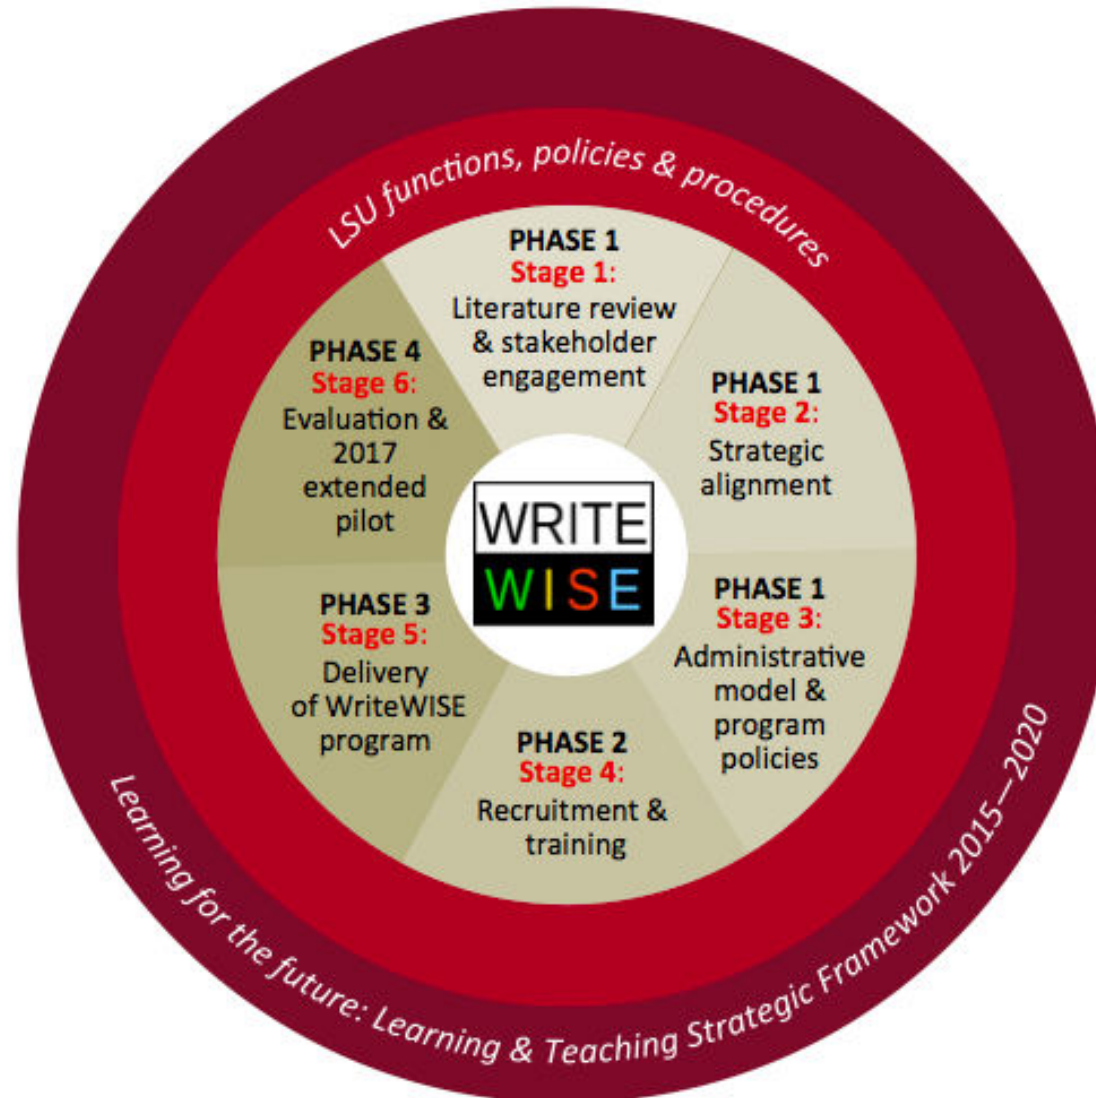 LSU functions, policies & procedures
PHASE 1
Stage 1:
Literature review
& stakeholder
engagement
PHASE 1
Stage 2:
Strategic
alignment
PHASE 1
Stage 3:
Administrative
model &
program
policies
PHASE 2
Stage 4:
Recruitment &
training
PHASE 3
Stage 5:
Delivery
of WriteWISE
program
PHASE 4
Stage 6:
Evaluation &
2017
extended
pilot
WRITE
WISE
Learning for the future: Learning & Teaching Strategic Framework 2015—2020